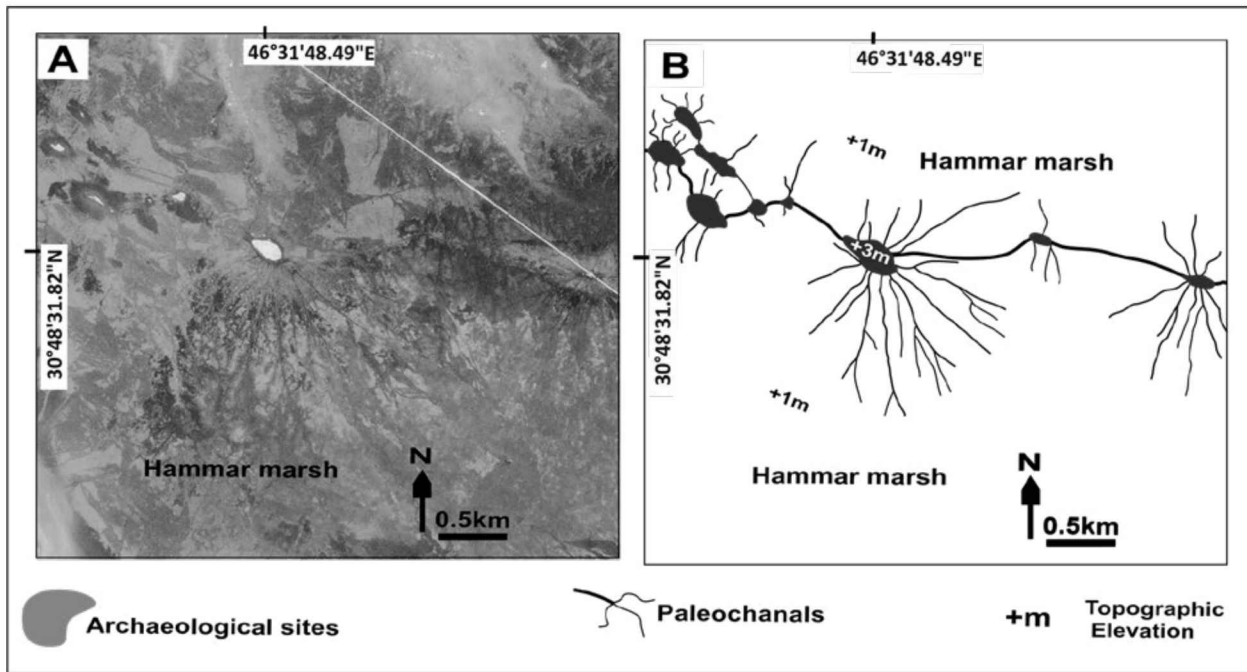 A
46°31'48.49"E
30°48'31.82"N
Hammar marsh
N
0.5km
B
46°31'48.49"E
+1m
Hammar marsh
+3m
30°48'31.82"N
+1m
Hammar marsh
N
0.5km
Archaeological sites
Paleochanals
+m
Topographic
Elevation